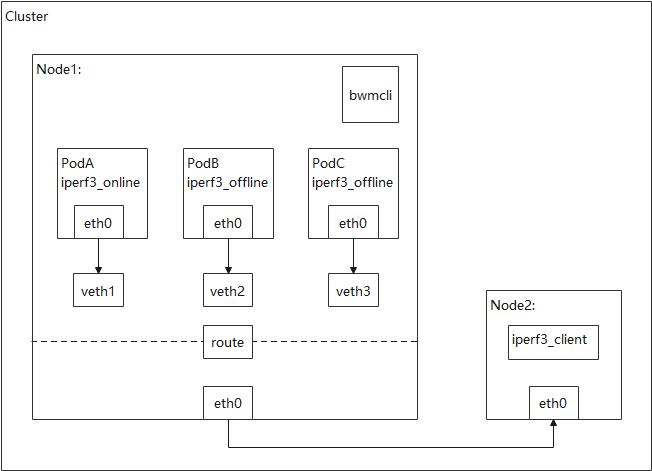 Cluster
Node1:
bwmcli
PodA
iperf3_online
eth0
PodB
iperf3_offline
eth0
PodC
iperf3_offline
eth0
veth1
veth2
veth3
route
eth0
Node2:
iperf3_client
eth0